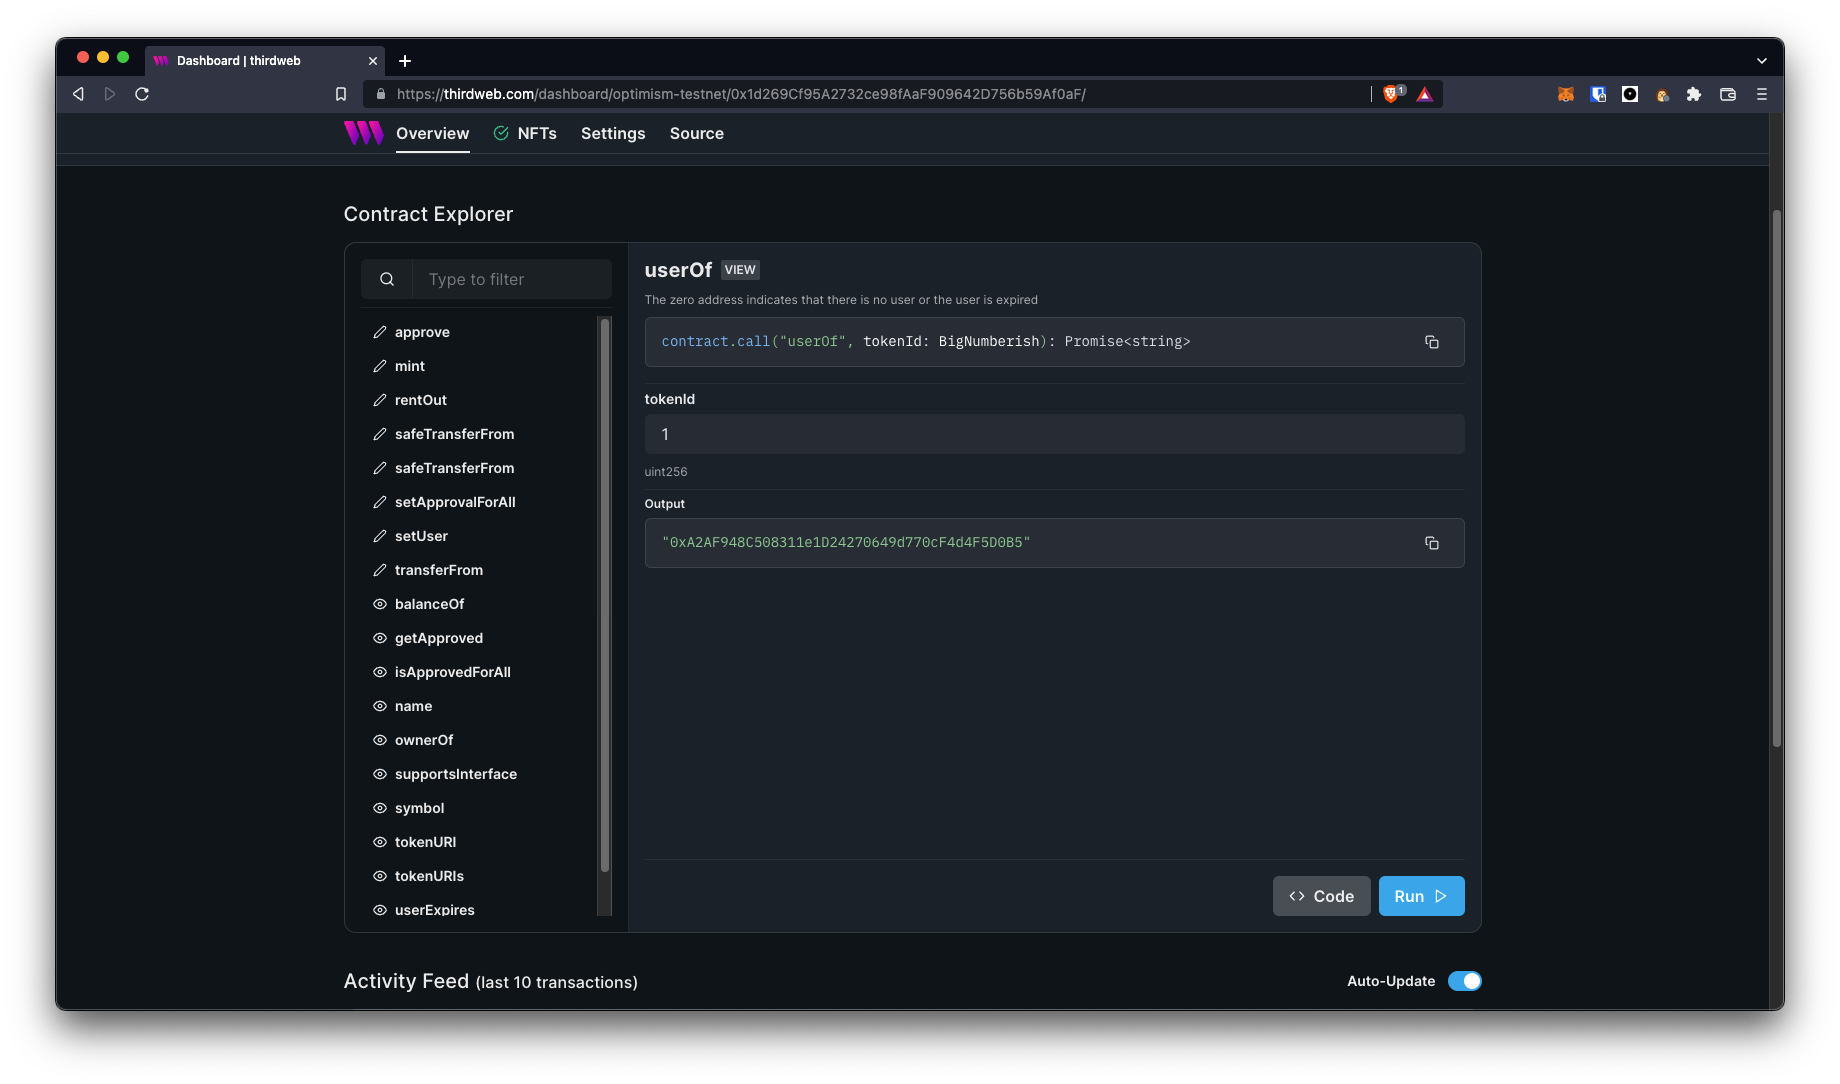 Dashboard | thirdweb
https://thirdweb.com/dashboard/optimism-testnet/0x1d269Cf95A2732ce98fAaF909642D756b59Af0aF/
1
Overview NFTs Settings Source
Contract Explorer
Type to filter
approve
mint
rentOut
safeTransferFrom
safeTransferFrom
setApprovalForAll
setUser
transferFrom
balanceOf
getApproved
isApprovedForAll
name
ownerOf
supportsInterface
symbol
tokenURI
tokenURIs
userExpires
userOf VIEW
The zero address indicates that there is no user or the user is expired
contract.call("userOf", tokenId: BigNumberish): Promise<string>
tokenId
1
uint256
Output
"0xA2AF948C508311e1D24270649d770cF4d4F5D0B5"
<> Code
Run
Activity Feed (last 10 transactions)
Auto-Update